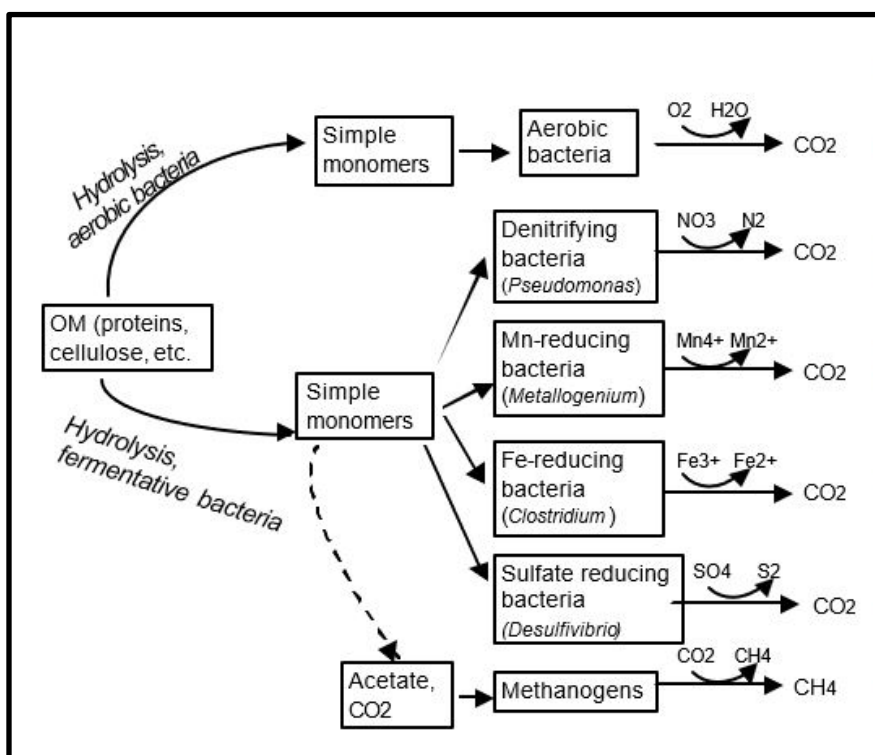 Hydrolysis,
aerobic bacteria
Simple
monomers
Aerobic
bacteria
O2 H2O
CO2
OM (proteins,
cellulose, etc.
Hydrolysis,
fermentative bacteria
Simple
monomers
Denitrifying
bacteria
(Pseudomonas)
NO3 N2
CO2
Mn-reducing
bacteria
(Metallogenium)
Mn4+ Mn2+
CO2
Fe-reducing
bacteria
(Clostridium)
Fe3+ Fe2+
CO2
Sulfate reducing
bacteria
(Desulfivibrio)
SO4 S2
CO2
Acetate,
CO2
Methanogens
CO2 CH4
CH4